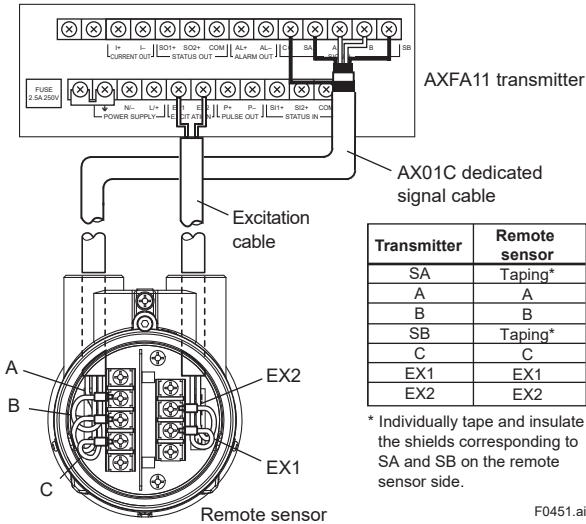 I+ I– SO1+ SO2+ COM AL+ AL– C SA A B SB
CURRENT OUT STATUS OUT ALARM OUT
FUSE
2.5A 250V
N/– L/+ EX1 EX2 P+ P– SI1+ SI2+ COM
POWER SUPPLY EXCITATION PULSE OUT STATUS IN
AXFA11 transmitter
AX01C dedicated
signal cable
Excitation
cable
Transmitter Remote
sensor
SA Taping*
A A
B B
SB Taping*
C C
EX1 EX1
EX2 EX2
* Individually tape and insulate
the shields corresponding to
SA and SB on the remote
sensor side.
A
B
C
EX2
EX1
Remote sensor
F0451.ai